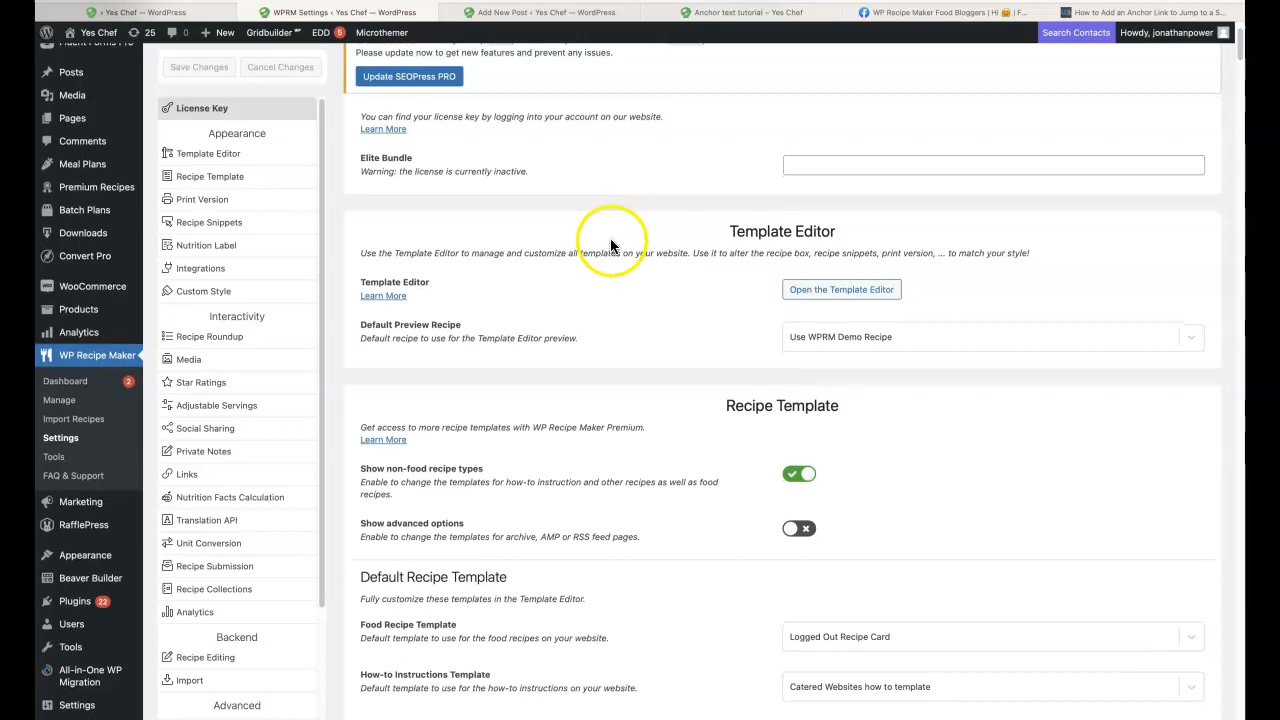 ‹ Yes Chef — WordPress
WPRM Settings ‹ Yes Chef — WordPress
Add New Post ‹ Yes Chef — WordPress
Anchor text tutorial – Yes Chef
WP Recipe Maker Food Bloggers | Hi 😀 | F...
How to Add an Anchor Link to Jump to a S...
Yes Chef
25
0
New
Gridbuilder
EDD 5
Microthemer
Search Contacts
Howdy, jonathanpower
Fluent Forms Pro
Posts
Media
Pages
Comments
Meal Plans
Premium Recipes
Batch Plans
Downloads
Convert Pro
WooCommerce
Products
Analytics
WP Recipe Maker
Dashboard 2
Manage
Import Recipes
Settings
Tools
FAQ & Support
Marketing
RafflePress
Appearance
Beaver Builder
Plugins 22
Users
Tools
All-in-One WP
Migration
Settings
Save Changes
Cancel Changes
License Key
Appearance
Template Editor
Recipe Template
Print Version
Recipe Snippets
Nutrition Label
Integrations
Custom Style
Interactivity
Recipe Roundup
Media
Star Ratings
Adjustable Servings
Social Sharing
Private Notes
Links
Nutrition Facts Calculation
Translation API
Unit Conversion
Recipe Submission
Recipe Collections
Analytics
Backend
Recipe Editing
Import
Advanced
Please update now to get new features and prevent any issues.
Update SEOPress PRO
You can find your license key by logging into your account on our website.
Learn More
Elite Bundle
Warning: the license is currently inactive.
Template Editor
Use the Template Editor to manage and customize all templates on your website. Use it to alter the recipe box, recipe snippets, print version, ... to match your style!
Template Editor
Learn More
Open the Template Editor
Default Preview Recipe
Default recipe to use for the Template Editor preview.
Use WPRM Demo Recipe
Recipe Template
Get access to more recipe templates with WP Recipe Maker Premium.
Learn More
Show non-food recipe types
Enable to change the templates for how-to instruction and other recipes as well as food
recipes.
Show advanced options
Enable to change the templates for archive, AMP or RSS feed pages.
Default Recipe Template
Fully customize these templates in the Template Editor.
Food Recipe Template
Default template to use for the food recipes on your website.
Logged Out Recipe Card
How-to Instructions Template
Default template to use for the how-to instructions on your website.
Catered Websites how to template